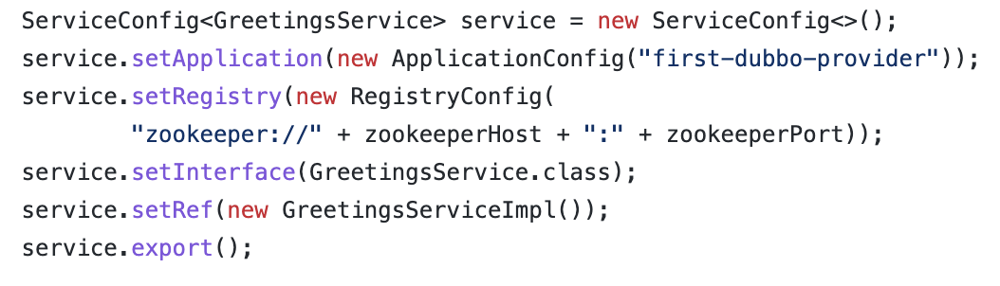 ServiceConfig<GreetingsService> service = new ServiceConfig<>();
service.setApplication(new ApplicationConfig("first-dubbo-provider"));
service.setRegistry(new RegistryConfig(
        "zookeeper://" + zookeeperHost + ":" + zookeeperPort));
service.setInterface(GreetingsService.class);
service.setRef(new GreetingsServiceImpl());
service.export();